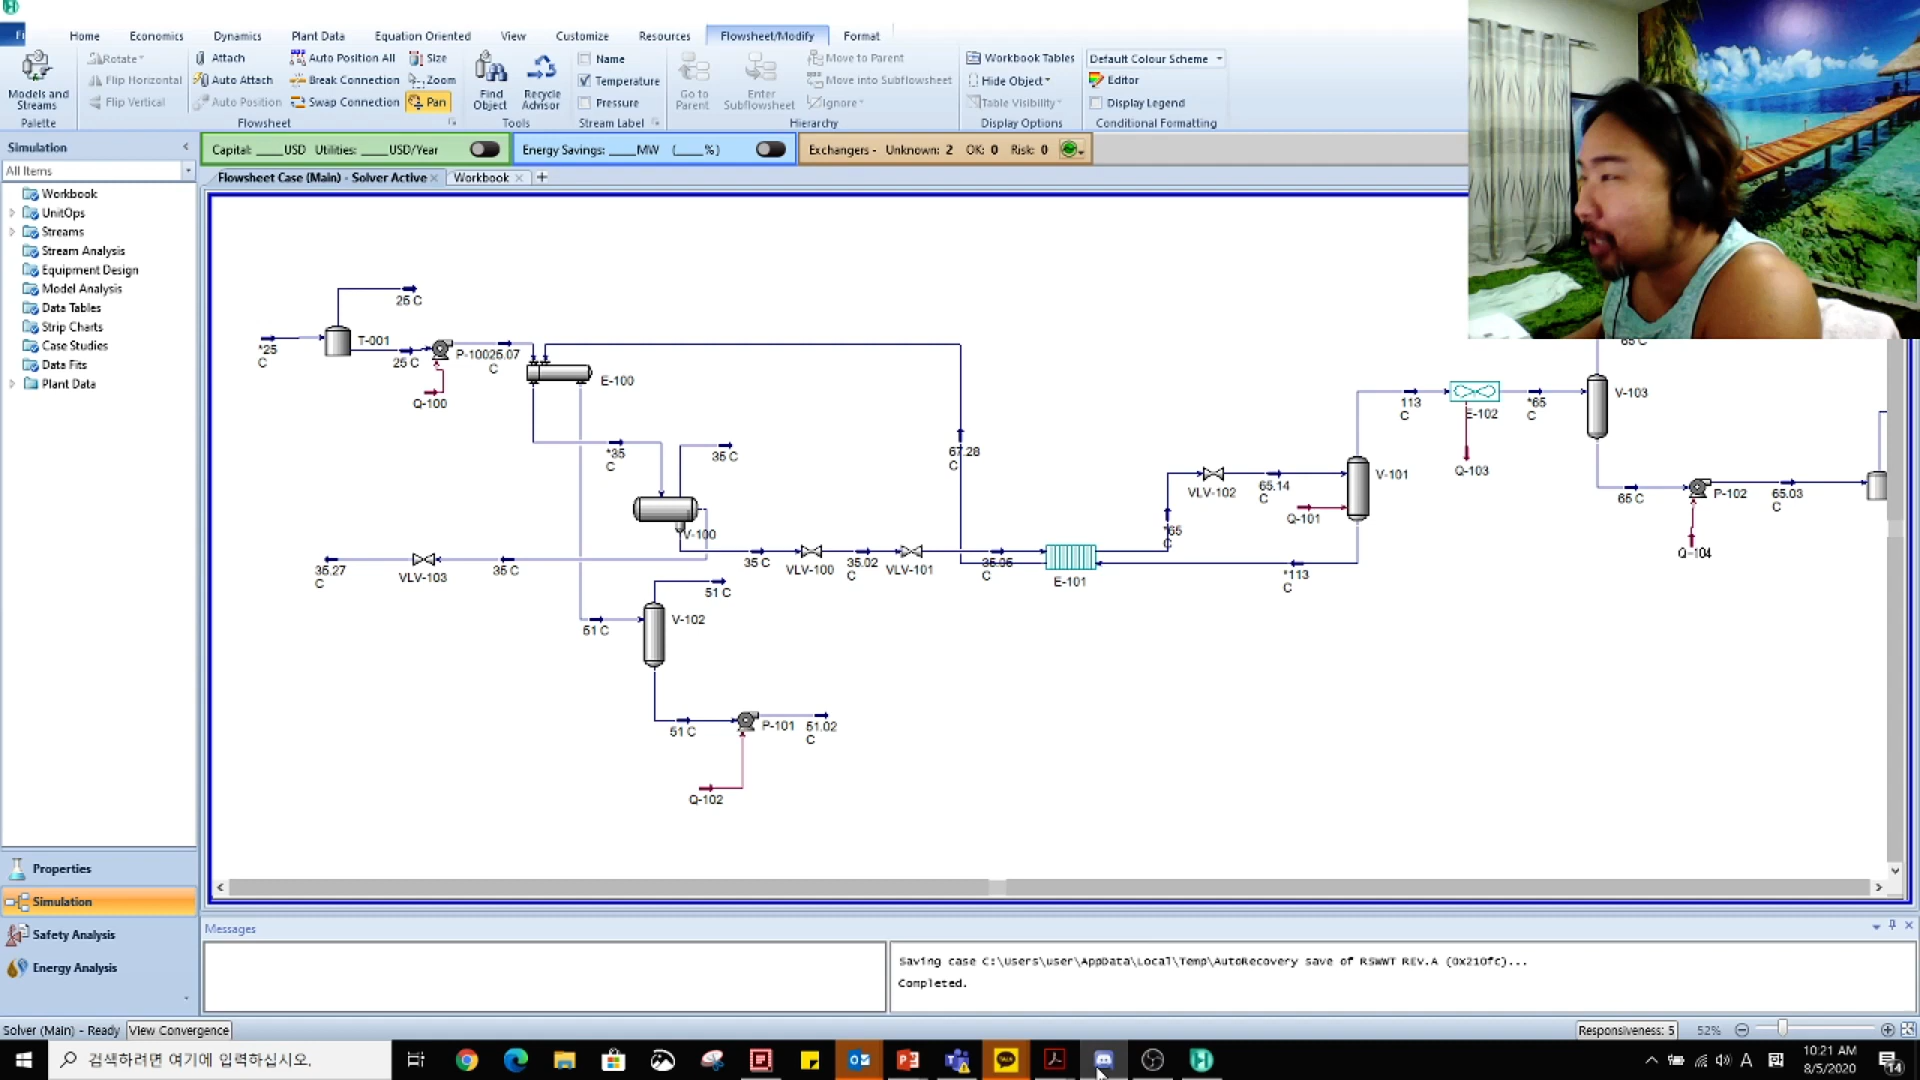 Fi
Home
Economics
Dynamics
Plant Data
Equation Oriented
View
Customize
Resources
Flowsheet/Modify
Format
Models and Streams
Palette
Rotate
Flip Horizontal
Flip Vertical
Attach
Auto Attach
Auto Position
Auto Position All
Break Connection
Swap Connection
Size
Zoom
Pan
Flowsheet
Find Object
Recycle Advisor
Tools
Name
Temperature
Pressure
Stream Label
Go to Parent
Enter Subflowsheet
Move to Parent
Move into Subflowsheet
Ignore
Hierarchy
Workbook Tables
Hide Object
Table Visibility
Display Options
Default Colour Scheme
Editor
Display Legend
Conditional Formatting
Simulation
All Items
Capital: ____USD Utilities: ____USD/Year
Energy Savings: ____MW (____%)
Exchangers - Unknown: 2 OK: 0 Risk: 0
Flowsheet Case (Main) - Solver Active
Workbook
Workbook
UnitOps
Streams
Stream Analysis
Equipment Design
Model Analysis
Data Tables
Strip Charts
Case Studies
Data Fits
Plant Data
25 C
T-001
*25 C
25 C
P-100
25.07 C
Q-100
E-100
*35 C
35 C
67.28 C
V-100
35 C
VLV-100
35.02 C
VLV-101
35.06 C
E-101
35.27 C
VLV-103
35 C
51 C
V-102
51 C
51 C
P-101
51.02 C
Q-102
*65 C
VLV-102
65.14 C
V-101
Q-101
*113 C
113 C
E-102
*65 C
Q-103
65 C
V-103
65 C
P-102
65.03 C
Q-104
Properties
Simulation
Safety Analysis
Energy Analysis
Messages
Saving case C:\Users\user\AppData\Local\Temp\AutoRecovery save of RSWWT REV.A (0x210fc)...
Completed.
Solver (Main) - Ready
View Convergence
Responsiveness: 5
52%
검색하려면 여기에 입력하십시오.
A
10:21 AM
8/5/2020
14